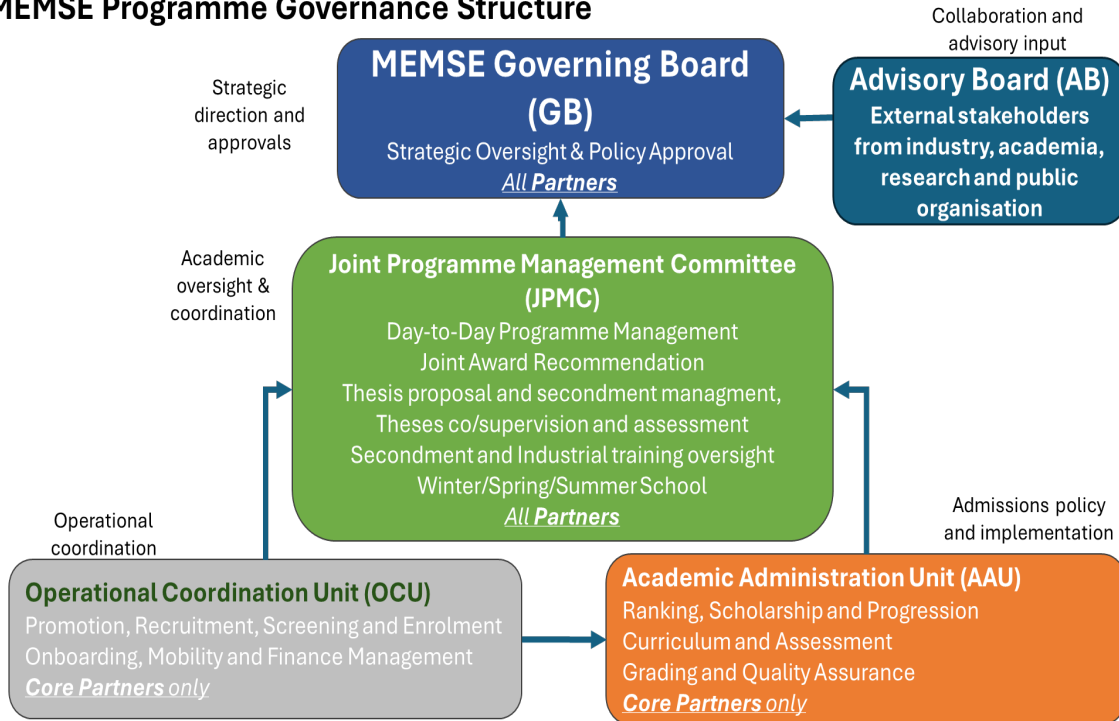 MEMSE Programme Governance Structure
Collaboration and
advisory input
Strategic
direction and
approvals
MEMSE Governing Board
(GB)
Strategic Oversight & Policy Approval
All Partners
Advisory Board (AB)
External stakeholders
from industry, academia,
research and public
organisation
Academic
oversight &
coordination
Joint Programme Management Committee
(JPMC)
Day-to-Day Programme Management
Joint Award Recommendation
Thesis proposal and secondment managment,
Theses co/supervision and assessment
Secondment and Industrial training oversight
Winter/Spring/Summer School
All Partners
Operational
coordination
Admissions policy
and implementation
Operational Coordination Unit (OCU)
Promotion, Recruitment, Screening and Enrolment
Onboarding, Mobility and Finance Management
Core Partners only
Academic Administration Unit (AAU)
Ranking, Scholarship and Progression
Curriculum and Assessment
Grading and Quality Assurance
Core Partners only